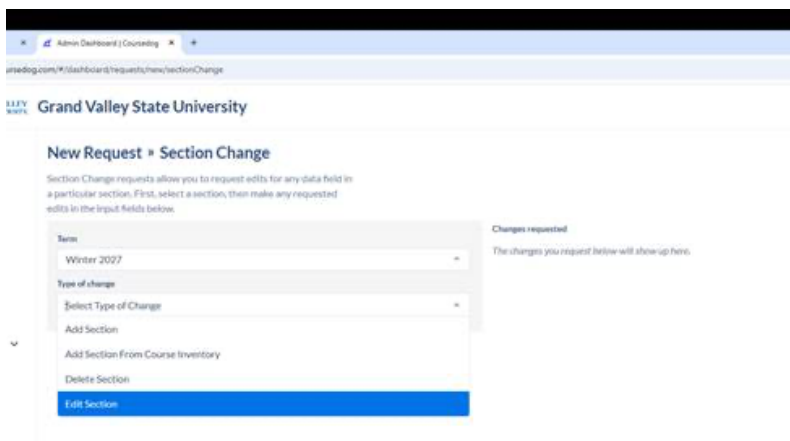 Admin Dashboard | Coursedog
oursedog.com/#/dashboard/requests/new/sectionChange
Grand Valley State University
New Request » Section Change
Section Change requests allow you to request edits for any data field in
a particular section. First, select a section, then make any requested
edits in the input fields below.
Term
Winter 2027
Type of change
Select Type of Change
Add Section
Add Section From Course Inventory
Delete Section
Edit Section
Changes requested
The changes you request below will show up here.